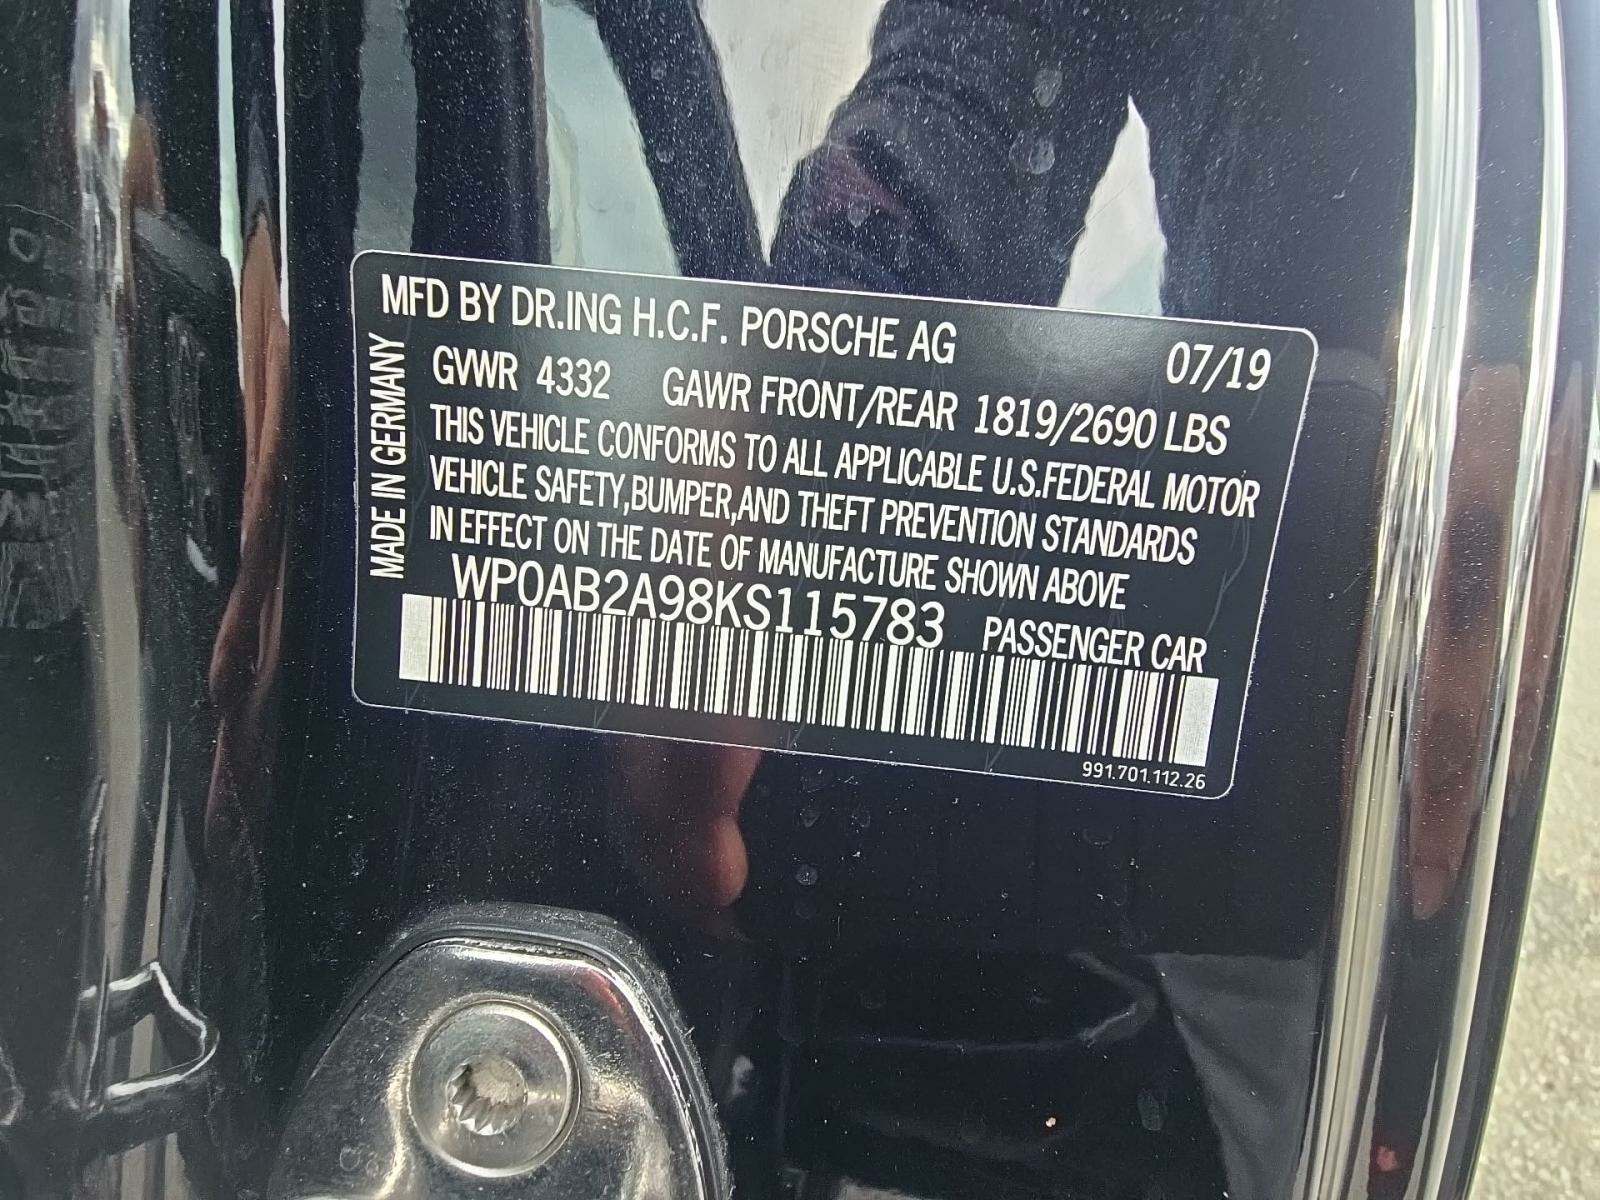 MFD BY DR.ING H.C.F. PORSCHE AG 07/19
GVWR 4332 GAWR FRONT/REAR 1819/2690 LBS
THIS VEHICLE CONFORMS TO ALL APPLICABLE U.S.FEDERAL MOTOR
VEHICLE SAFETY,BUMPER,AND THEFT PREVENTION STANDARDS
IN EFFECT ON THE DATE OF MANUFACTURE SHOWN ABOVE
WP0AB2A98KS115783 PASSENGER CAR
991.701.112.26
MADE IN GERMANY